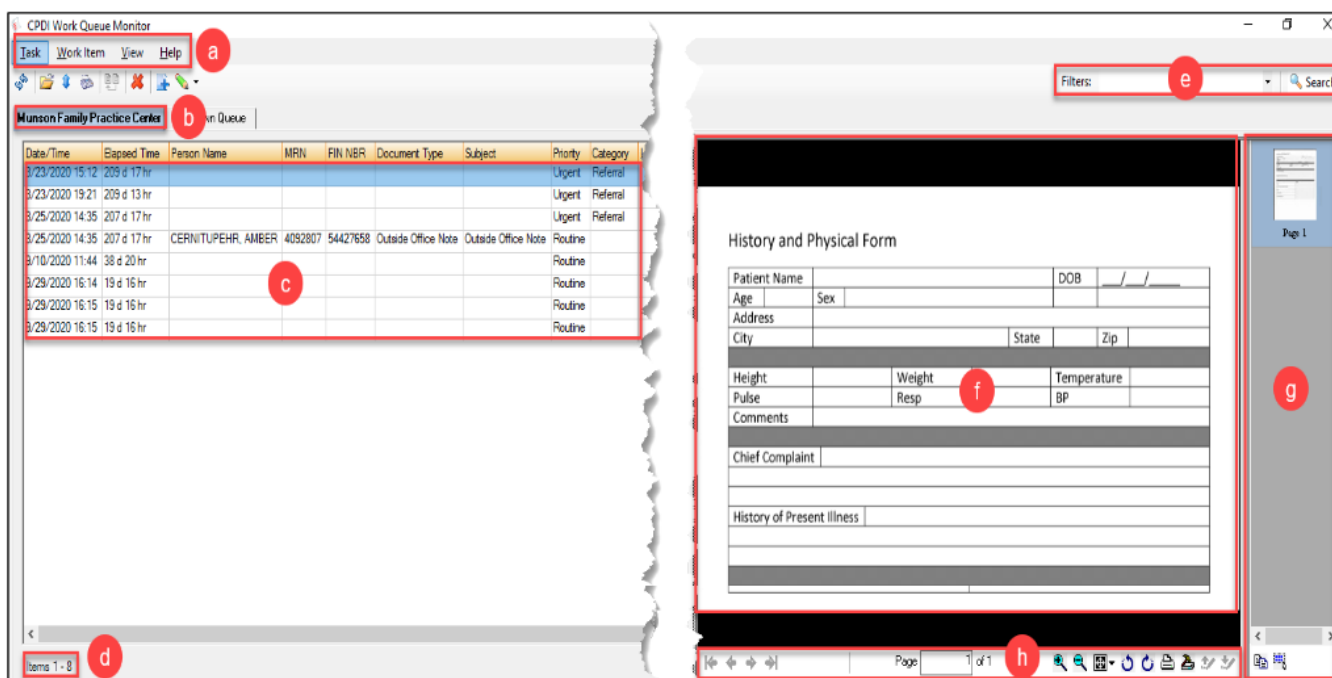 CPDI Work Queue Monitor
Task Work Item View Help
a
Filters:
e
Search
Munson Family Practice Center
b
n Queue
Date/Time Elapsed Time Person Name MRN FIN NBR Document Type Subject Priority Category
3/23/2020 15:12 209 d 17 hr Urgent Referral
3/23/2020 19:21 209 d 13 hr Urgent Referral
3/25/2020 14:35 207 d 17 hr Urgent Referral
3/25/2020 14:35 207 d 17 hr CERNITUPEHR, AMBER 4092807 54427658 Outside Office Note Outside Office Note Routine
9/10/2020 11:44 38 d 20 hr Routine
9/29/2020 16:14 19 d 16 hr Routine
9/29/2020 16:15 19 d 16 hr Routine
9/29/2020 16:15 19 d 16 hr Routine
c
Items 1 - 8
d
History and Physical Form
Patient Name DOB __/__/____
Age Sex
Address
City State Zip
Height Weight Temperature
Pulse Resp BP
Comments
Chief Complaint
History of Present Illness
f
Page 1
g
Page 1 of 1
h